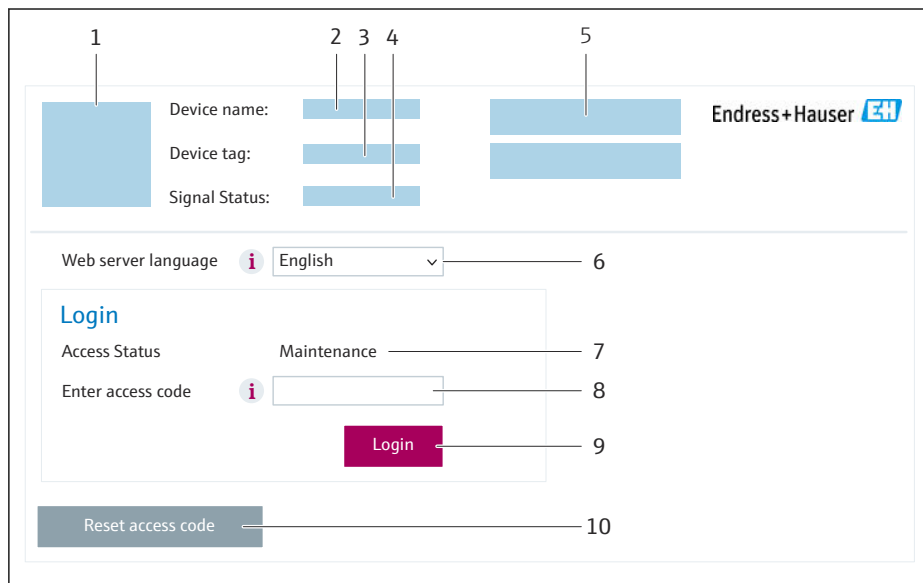 1 2 3 4 5
Device name:
Endress+Hauser EH
Device tag:
Signal Status:
Web server language i English 6
Login
Access Status Maintenance 7
Enter access code i 8
Login 9
Reset access code 10